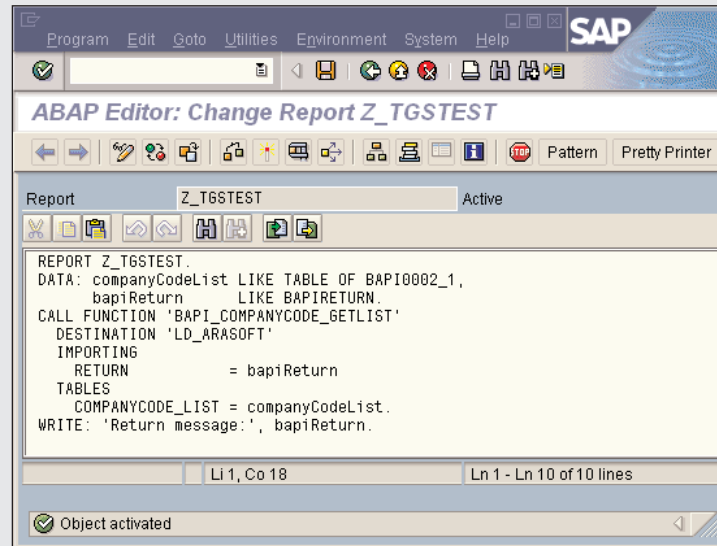 Program Edit Goto Utilities Environment System Help
SAP
ABAP Editor: Change Report Z_TGSTEST
STOP Pattern Pretty Printer
Report Z_TGSTEST Active
REPORT Z_TGSTEST.
DATA: companyCodeList LIKE TABLE OF BAPI0002_1,
bapiReturn LIKE BAPIRETURN.
CALL FUNCTION 'BAPI_COMPANYCODE_GETLIST'
DESTINATION 'LD_ARASOFT'
IMPORTING
RETURN = bapiReturn
TABLES
COMPANYCODE_LIST = companyCodeList.
WRITE: 'Return message:', bapiReturn.
Li 1, Co 18 Ln 1 - Ln 10 of 10 lines
Object activated